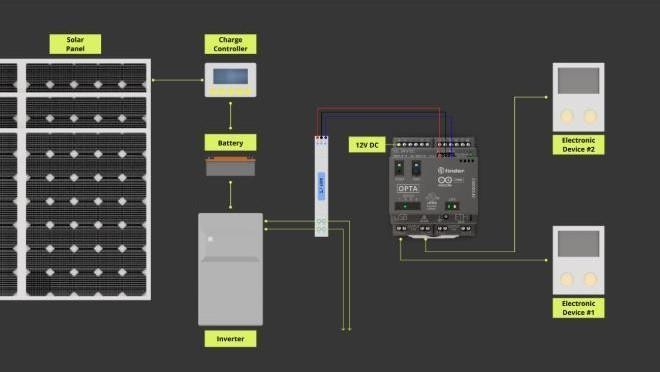 Solar
Panel
Charge
Controller
Battery
Inverter
12V DC
finder
OPTA
Electronic
Device #2
Electronic
Device #1